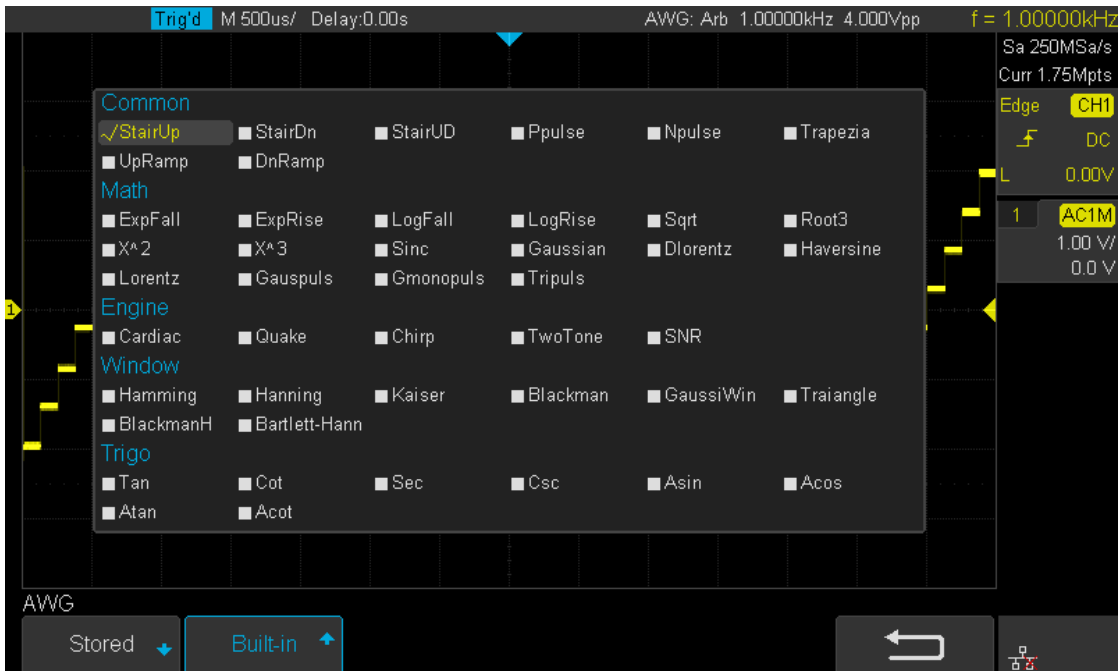 Trig'd M 500us/ Delay:0.00s AWG: Arb 1.00000kHz 4.000Vpp f = 1.00000kHz
Sa 250MSa/s
Curr 1.75Mpts
Edge CH1
DC
L 0.00V
1 AC1M
1.00 V/
0.0 V
Common
StairUp StairDn StairUD Ppulse Npulse Trapezia
UpRamp DnRamp
Math
ExpFall ExpRise LogFall LogRise Sqrt Root3
X^2 X^3 Sinc Gaussian Dlorentz Haversine
Lorentz Gauspuls Gmonopuls Tripuls
Engine
1
Cardiac Quake Chirp TwoTone SNR
Window
Hamming Hanning Kaiser Blackman GaussiWin Traiangle
BlackmanH Bartlett-Hann
Trigo
Tan Cot Sec Csc Asin Acos
Atan Acot
AWG
Stored Built-in